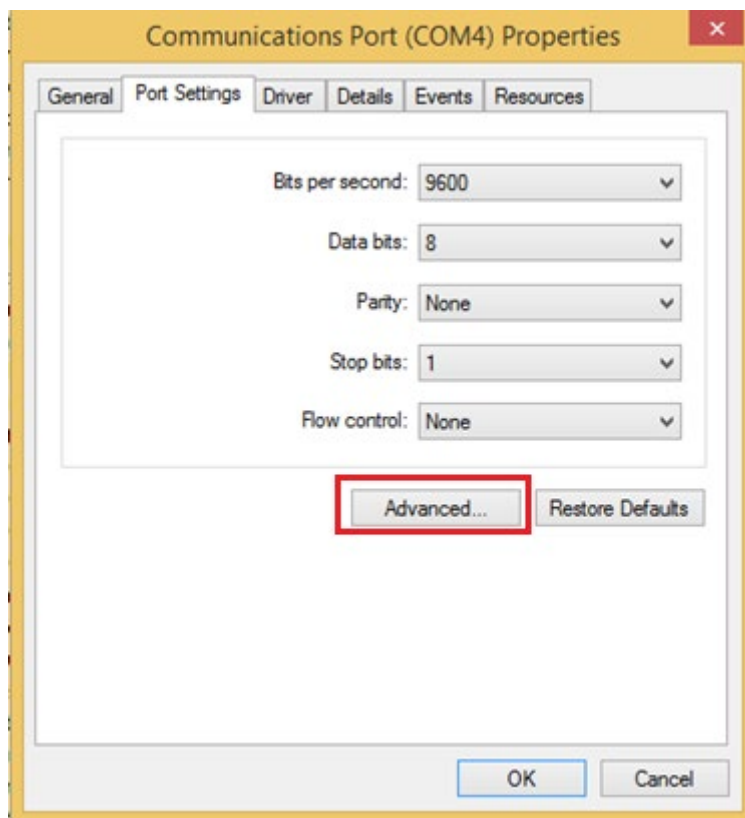 Communications Port (COM4) Properties
General Port Settings Driver Details Events Resources
Bits per second: 9600
Data bits: 8
Parity: None
Stop bits: 1
Flow control: None
Advanced... Restore Defaults
OK Cancel